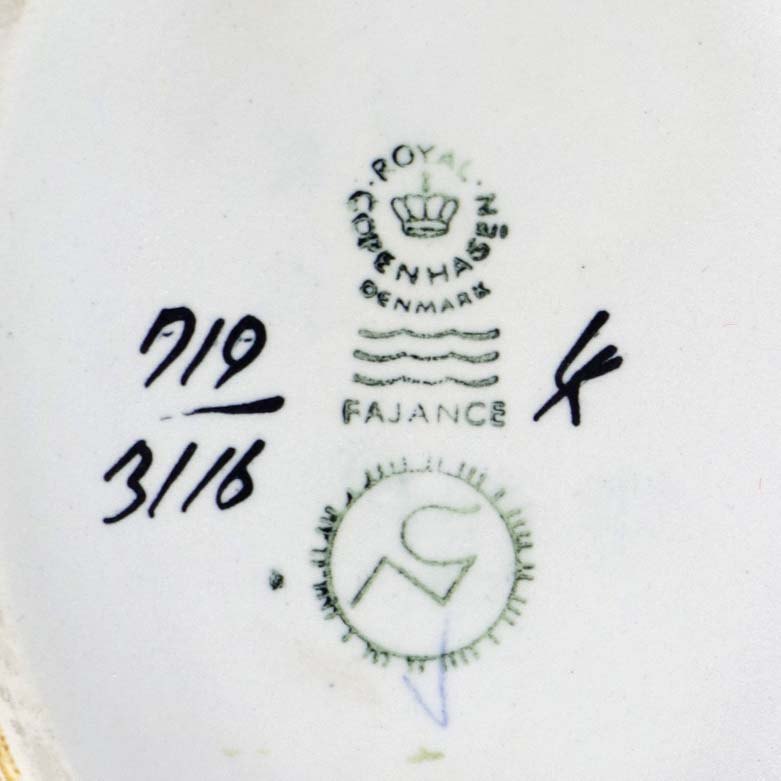 ROYAL
COPENHAGEN
DENMARK
FAJANCE
719
3116